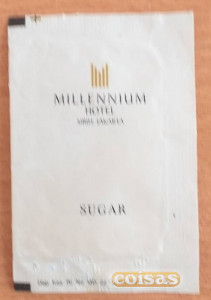 MILLENNIUM
HOTEL
SIRIH JAKARTA
SUGAR
coisas